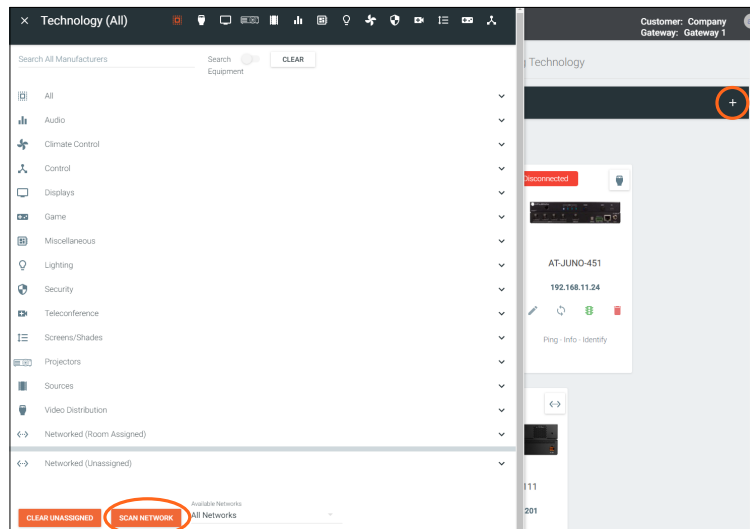 × Technology (All)
Customer: Company
Gateway: Gateway 1
Search All Manufacturers
Search
Equipment
CLEAR
Technology
All
+
Audio
Climate Control
Control
Displays
Game
Miscellaneous
Lighting
Security
Teleconference
Screens/Shades
Projectors
Sources
Video Distribution
Networked (Room Assigned)
Networked (Unassigned)
CLEAR UNASSIGNED
SCAN NETWORK
Available Networks
All Networks
Disconnected
AT-JUNO-451
192.168.11.24
Ping - Info - Identify
111
201